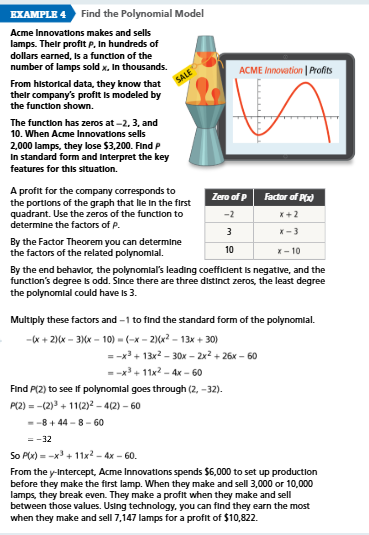 EXAMPLE 4 Find the Polynomial Model
Acme Innovations makes and sells
lamps. Their profit P, in hundreds of
dollars earned, is a function of the
number of lamps sold x, in thousands.
From historical data, they know that
their company's profit is modeled by
the function shown.
The function has zeros at –2, 3, and
10. When Acme Innovations sells
2,000 lamps, they lose $3,200. Find P
in standard form and interpret the key
features for this situation.
SALE
ACME Innovation | Profits
A profit for the company corresponds to
the portions of the graph that lie in the first
quadrant. Use the zeros of the function to
determine the factors of P.
By the Factor Theorem you can determine
the factors of the related polynomial.
Zero of P Factor of P(x)
–2 x + 2
3 x – 3
10 x – 10
By the end behavior, the polynomial's leading coefficient is negative, and the
function's degree is odd. Since there are three distinct zeros, the least degree
the polynomial could have is 3.
Multiply these factors and –1 to find the standard form of the polynomial.
–(x + 2)(x – 3)(x – 10) = (–x – 2)(x² – 13x + 30)
= –x³ + 13x² – 30x – 2x² + 26x – 60
= –x³ + 11x² – 4x – 60
Find P(2) to see if polynomial goes through (2, –32).
P(2) = –(2)³ + 11(2)² – 4(2) – 60
= –8 + 44 – 8 – 60
= –32
So P(x) = –x³ + 11x² – 4x – 60.
From the y-intercept, Acme Innovations spends $6,000 to set up production
before they make the first lamp. When they make and sell 3,000 or 10,000
lamps, they break even. They make a profit when they make and sell
between those values. Using technology, you can find they earn the most
when they make and sell 7,147 lamps for a profit of $10,822.